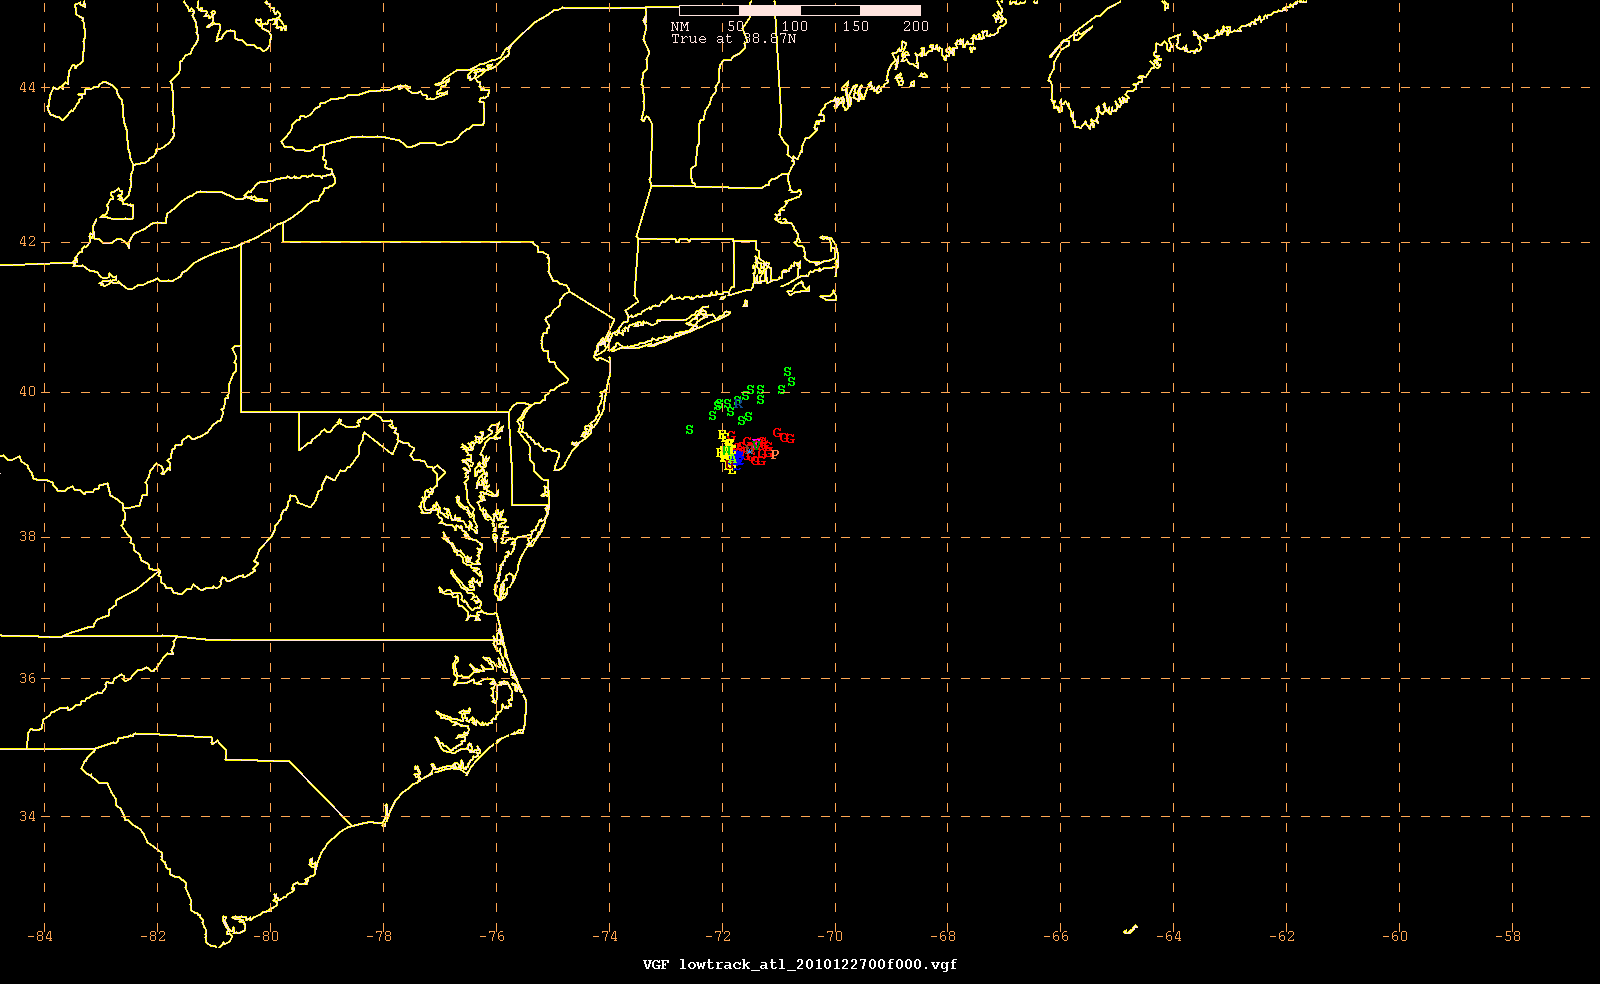 NM 50 100 150 200
True at 38.87N
44
42
40
S
S
S S S S
S S
S S S S
S S S S
S
G G G
P
38
36
34
-84 -82 -80 -78 -76 -74 -72 -70 -68 -66 -64 -62 -60 -58
VGF lowtrack_atl_2010122700f000.vgf